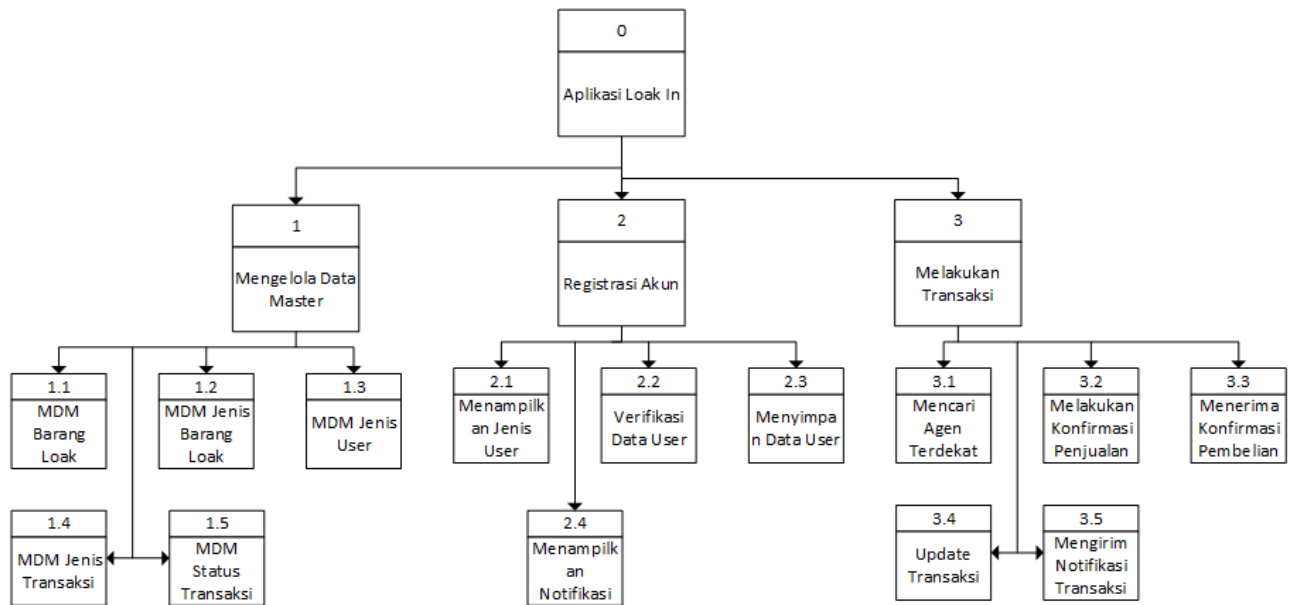 0
Aplikasi Loak In
1
Mengelola Data
Master
2
Registrasi Akun
3
Melakukan
Transaksi
1.1
MDM
Barang
Loak
1.2
MDM Jenis
Barang
Loak
1.3
MDM Jenis
User
2.1
Menampilk
an Jenis
User
2.2
Verifikasi
Data User
2.3
Menyimpa
n Data User
3.1
Mencari
Agen
Terdekat
3.2
Melakukan
Konfirmasi
Penjualan
3.3
Menerima
Konfirmasi
Pembelian
1.4
MDM Jenis
Transaksi
1.5
MDM
Status
Transaksi
2.4
Menampilk
an
Notifikasi
3.4
Update
Transaksi
3.5
Mengirim
Notifikasi
Transaksi